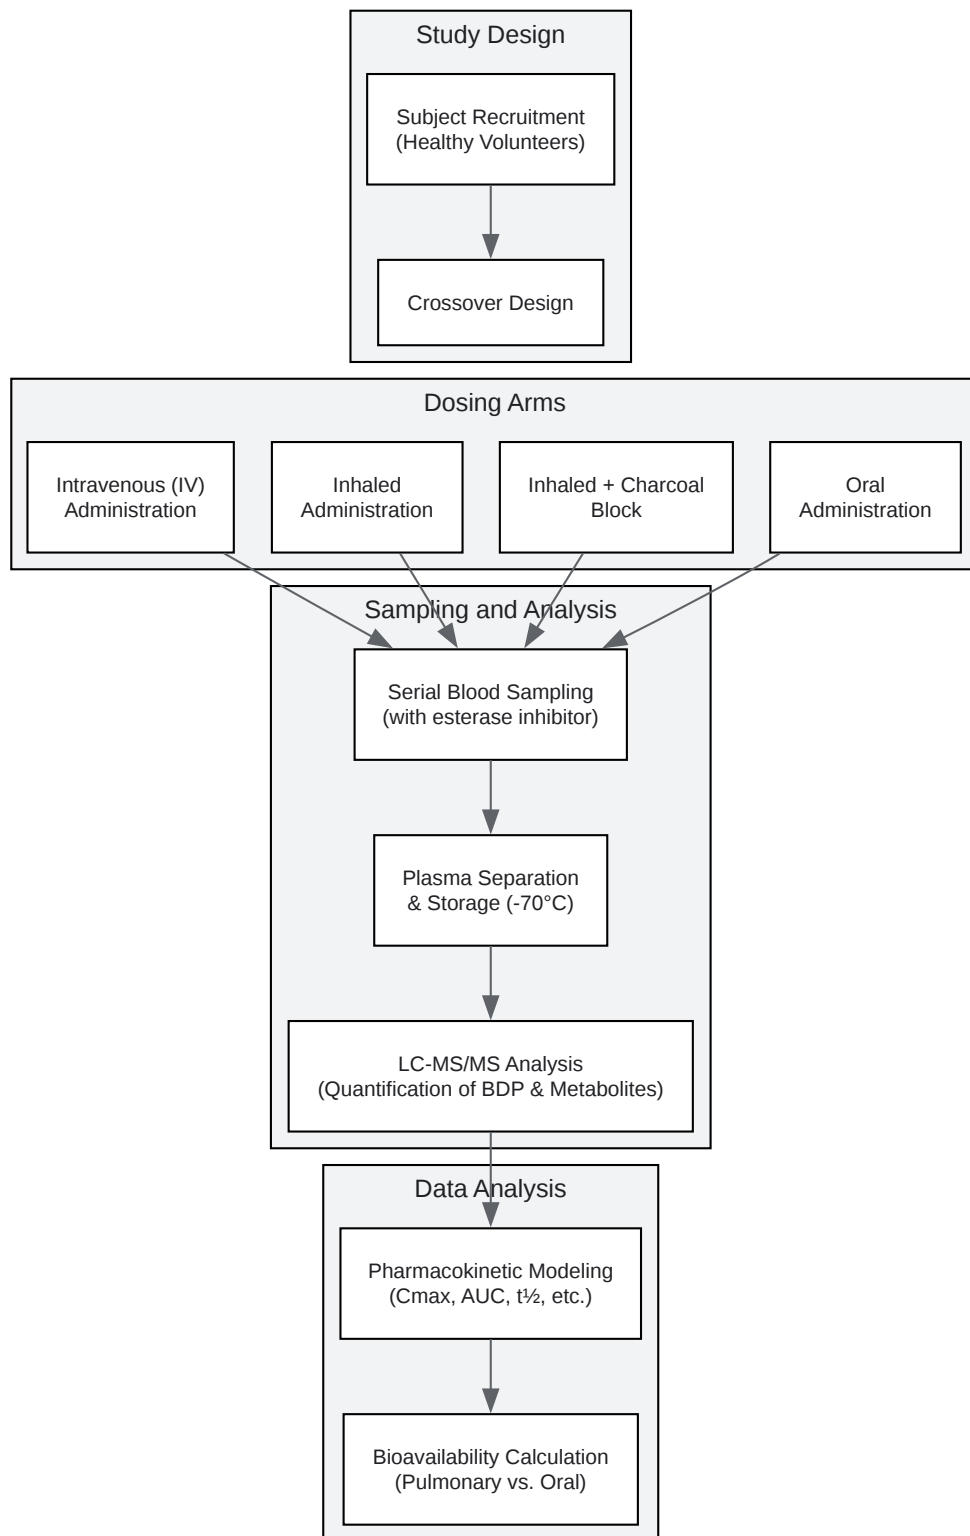 Study Design
Subject Recruitment
(Healthy Volunteers)
Crossover Design
Dosing Arms
Intravenous (IV)
Administration
Inhaled
Administration
Inhaled + Charcoal
Block
Oral
Administration
Sampling and Analysis
Serial Blood Sampling
(with esterase inhibitor)
Plasma Separation
& Storage (-70°C)
LC-MS/MS Analysis
(Quantification of BDP & Metabolites)
Data Analysis
Pharmacokinetic Modeling
(Cmax, AUC, t½, etc.)
Bioavailability Calculation
(Pulmonary vs. Oral)